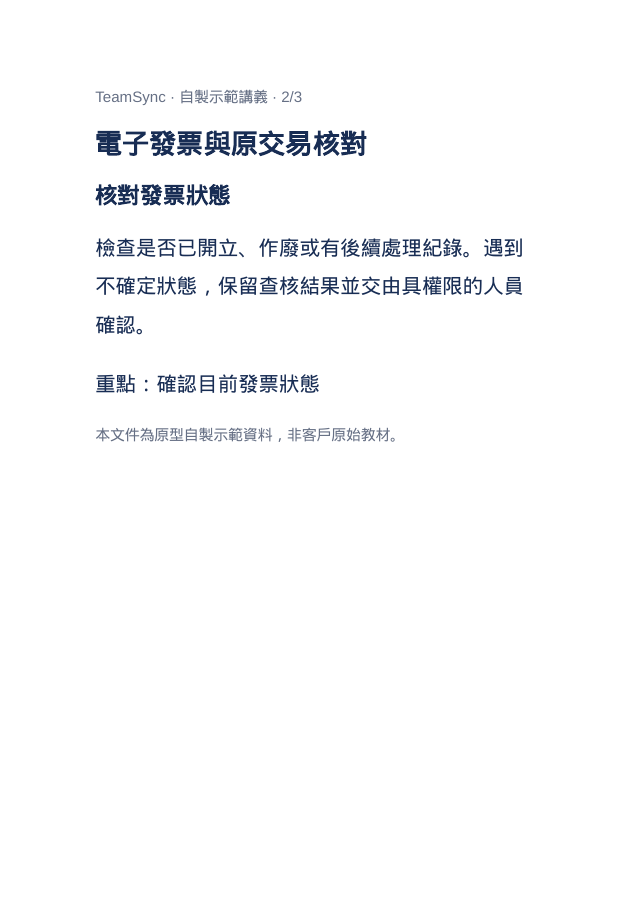 TeamSync · 自製示範講義 · 2/3
電子發票與原交易核對
核對發票狀態
檢查是否已開立、作廢或有後續處理紀錄。遇到
不確定狀態，保留查核結果並交由具權限的人員
確認。
重點：確認目前發票狀態
本文件為原型自製示範資料，非客戶原始教材。